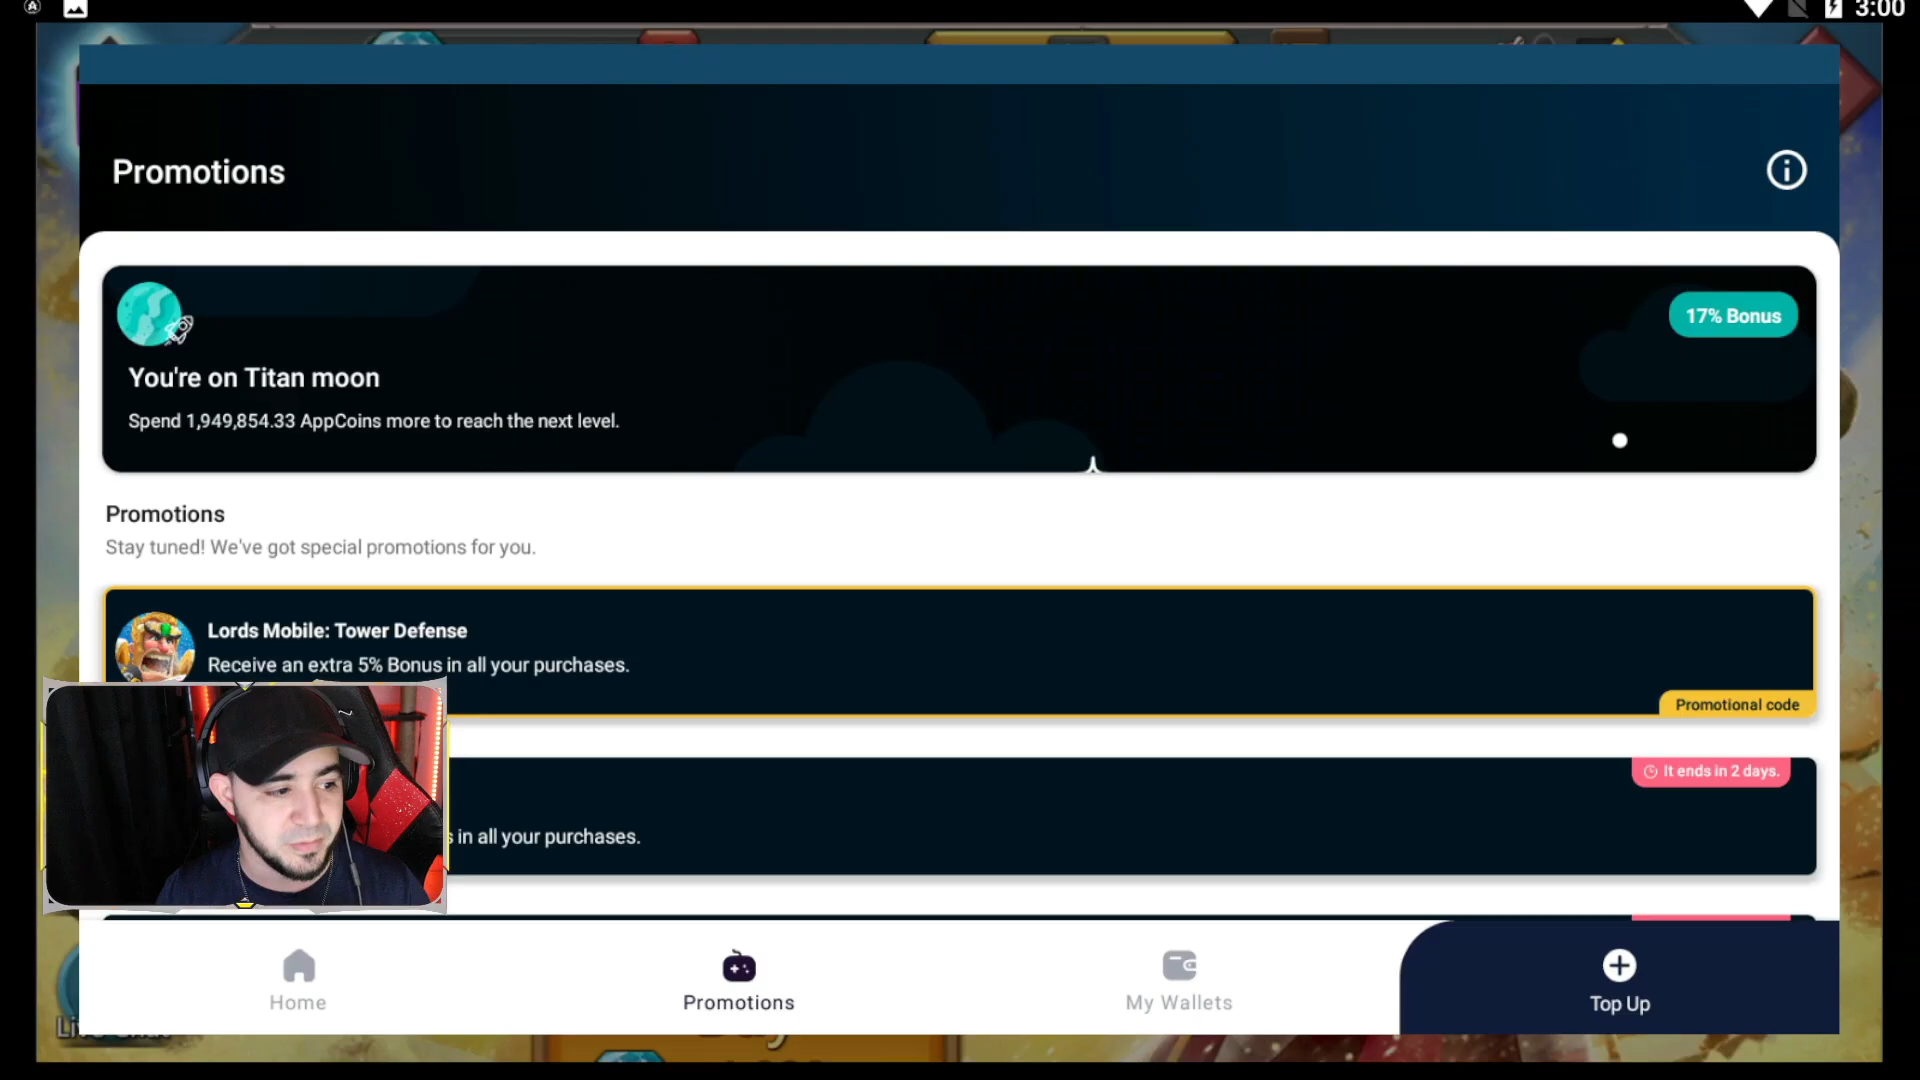 3:00
Promotions
17% Bonus
You're on Titan moon
Spend 1,949,854.33 AppCoins more to reach the next level.
Promotions
Stay tuned! We've got special promotions for you.
Lords Mobile: Tower Defense
Receive an extra 5% Bonus in all your purchases.
Promotional code
It ends in 2 days.
in all your purchases.
Home
Promotions
My Wallets
Top Up